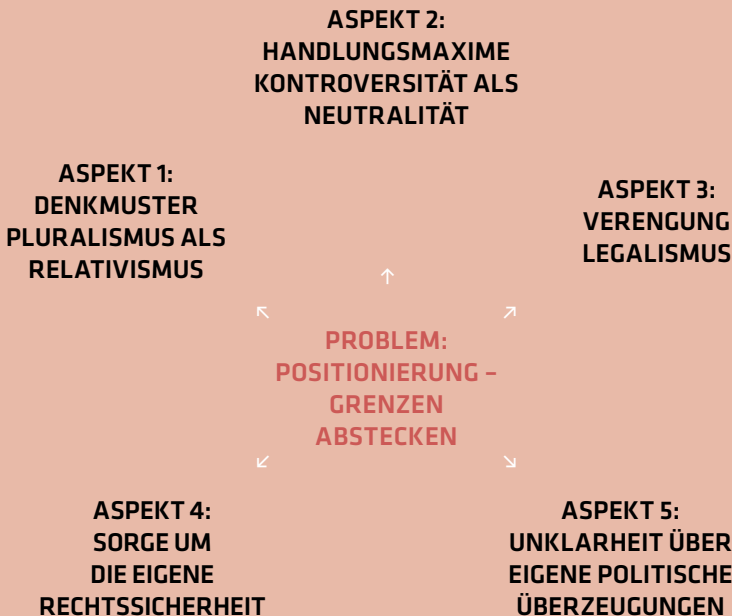 ASPEKT 2:
HANDLUNGSMAXIME
KONTROVERSITÄT ALS
NEUTRALITÄT
ASPEKT 1:
DENKMUSTER
PLURALISMUS ALS
RELATIVISMUS
ASPEKT 3:
VERENGUNG
LEGALISMUS
PROBLEM:
POSITIONIERUNG –
GRENZEN
ABSTECKEN
ASPEKT 4:
SORGE UM
DIE EIGENE
RECHTSSICHERHEIT
ASPEKT 5:
UNKLARHEIT ÜBER
EIGENE POLITISCHE
ÜBERZEUGUNGEN